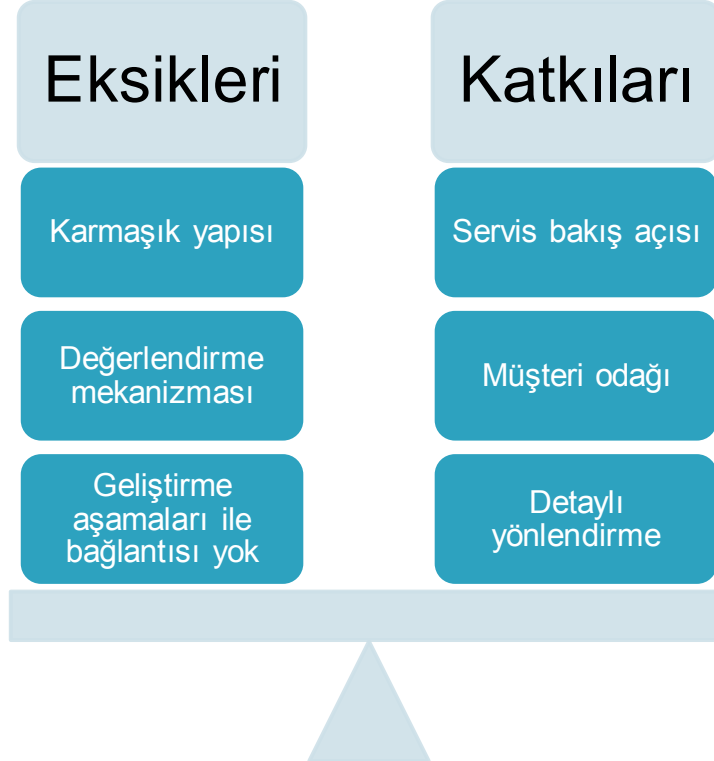 Eksikleri
Karmaşık yapısı
Değerlendirme
mekanizması
Geliştirme
aşamaları ile
bağlantısı yok
Katkıları
Servis bakış açısı
Müşteri odağı
Detaylı
yönlendirme